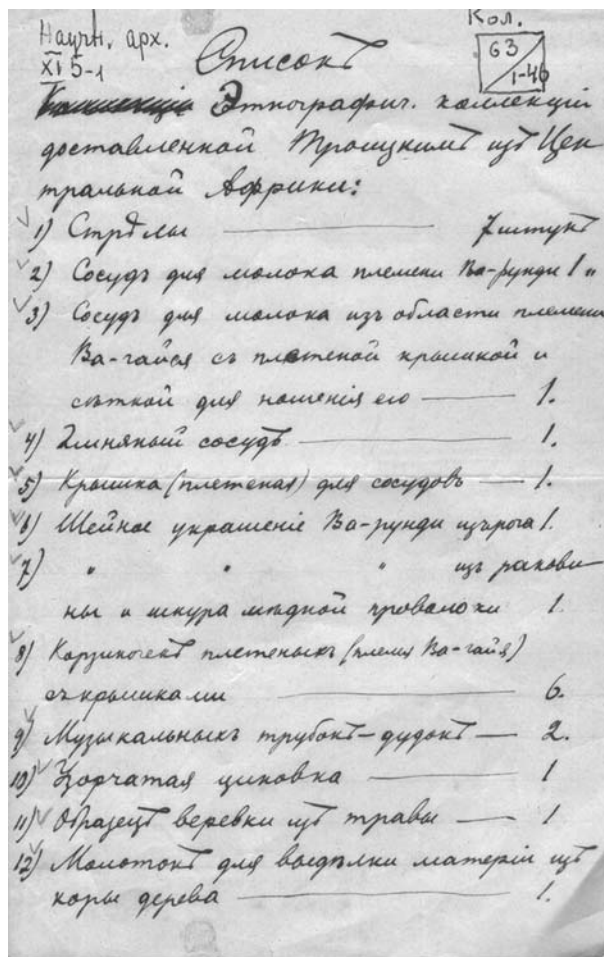 Научн. арх.
XI 5-1
Кол.
63
1-46
Списокъ
Этнографич. коллекціи
доставленной Троицкимъ изъ Цен
тральной Африки:
1) Стрѣлы — 7 штукъ
2) Сосудъ для молока племени Ва-рунди 1 "
3) Сосудъ для молока изъ области племени
Ва-гайя съ плетеной крышкой и
сѣткой для ношенія его — 1.
4) Глиняный сосудъ — 1.
5) Крышка (плетеная) для сосудовъ — 1.
6) Шейное украшеніе Ва-рунди изъ рога 1.
7) " " " изъ ракови
ны и шнура мѣдной проволоки 1.
8) Корзиночекъ плетеныхъ (племя Ва-гайя)
съ крышками — 6.
9) Музыкальныхъ трубокъ-дудокъ — 2.
10) Узорчатая циновка — 1
11) Образецъ веревки изъ травы — 1
12) Молотокъ для выдѣлки матеріи изъ
коры дерева — 1.